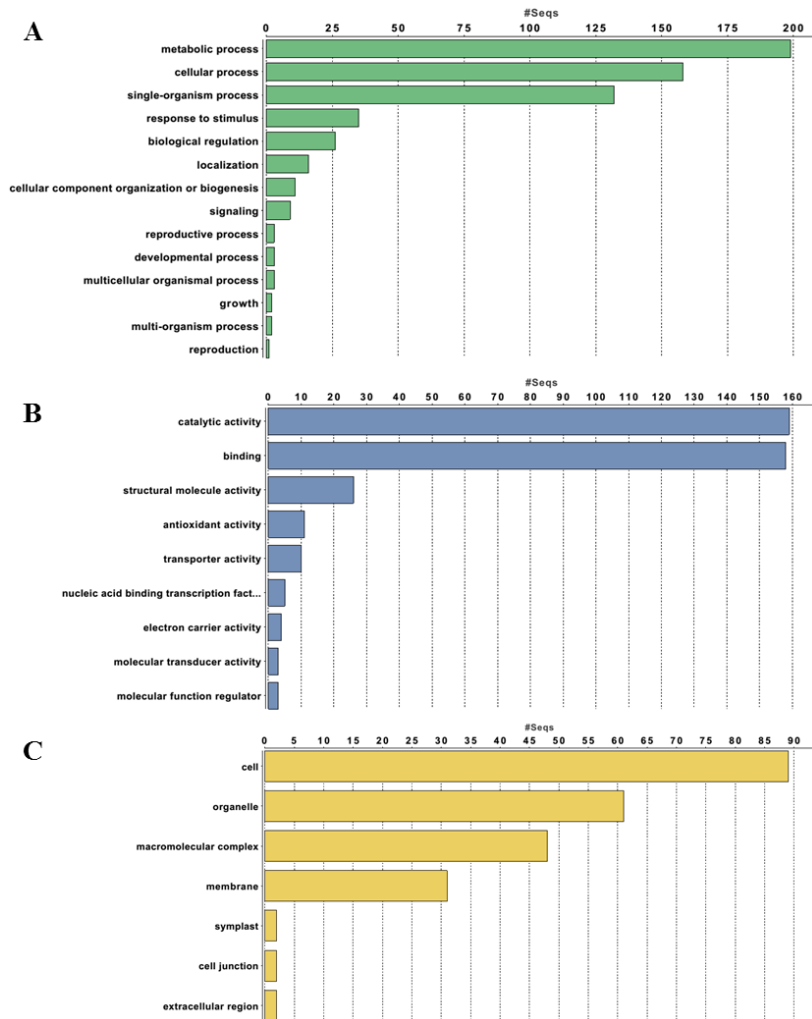 A
#Seqs
0 25 50 75 100 125 150 175 200
metabolic process
cellular process
single-organism process
response to stimulus
biological regulation
localization
cellular component organization or biogenesis
signaling
reproductive process
developmental process
multicellular organismal process
growth
multi-organism process
reproduction
B
#Seqs
0 10 20 26 30 40 50 60 70 80 90 100 110 120 130 140 150 160
catalytic activity
binding
structural molecule activity
antioxidant activity
transporter activity
nucleic acid binding transcription fact...
electron carrier activity
molecular transducer activity
molecular function regulator
C
#Seqs
0 5 10 15 20 25 30 35 40 45 50 55 60 65 70 75 80 85 90
cell
organelle
macromolecular complex
membrane
symplast
cell junction
extracellular region